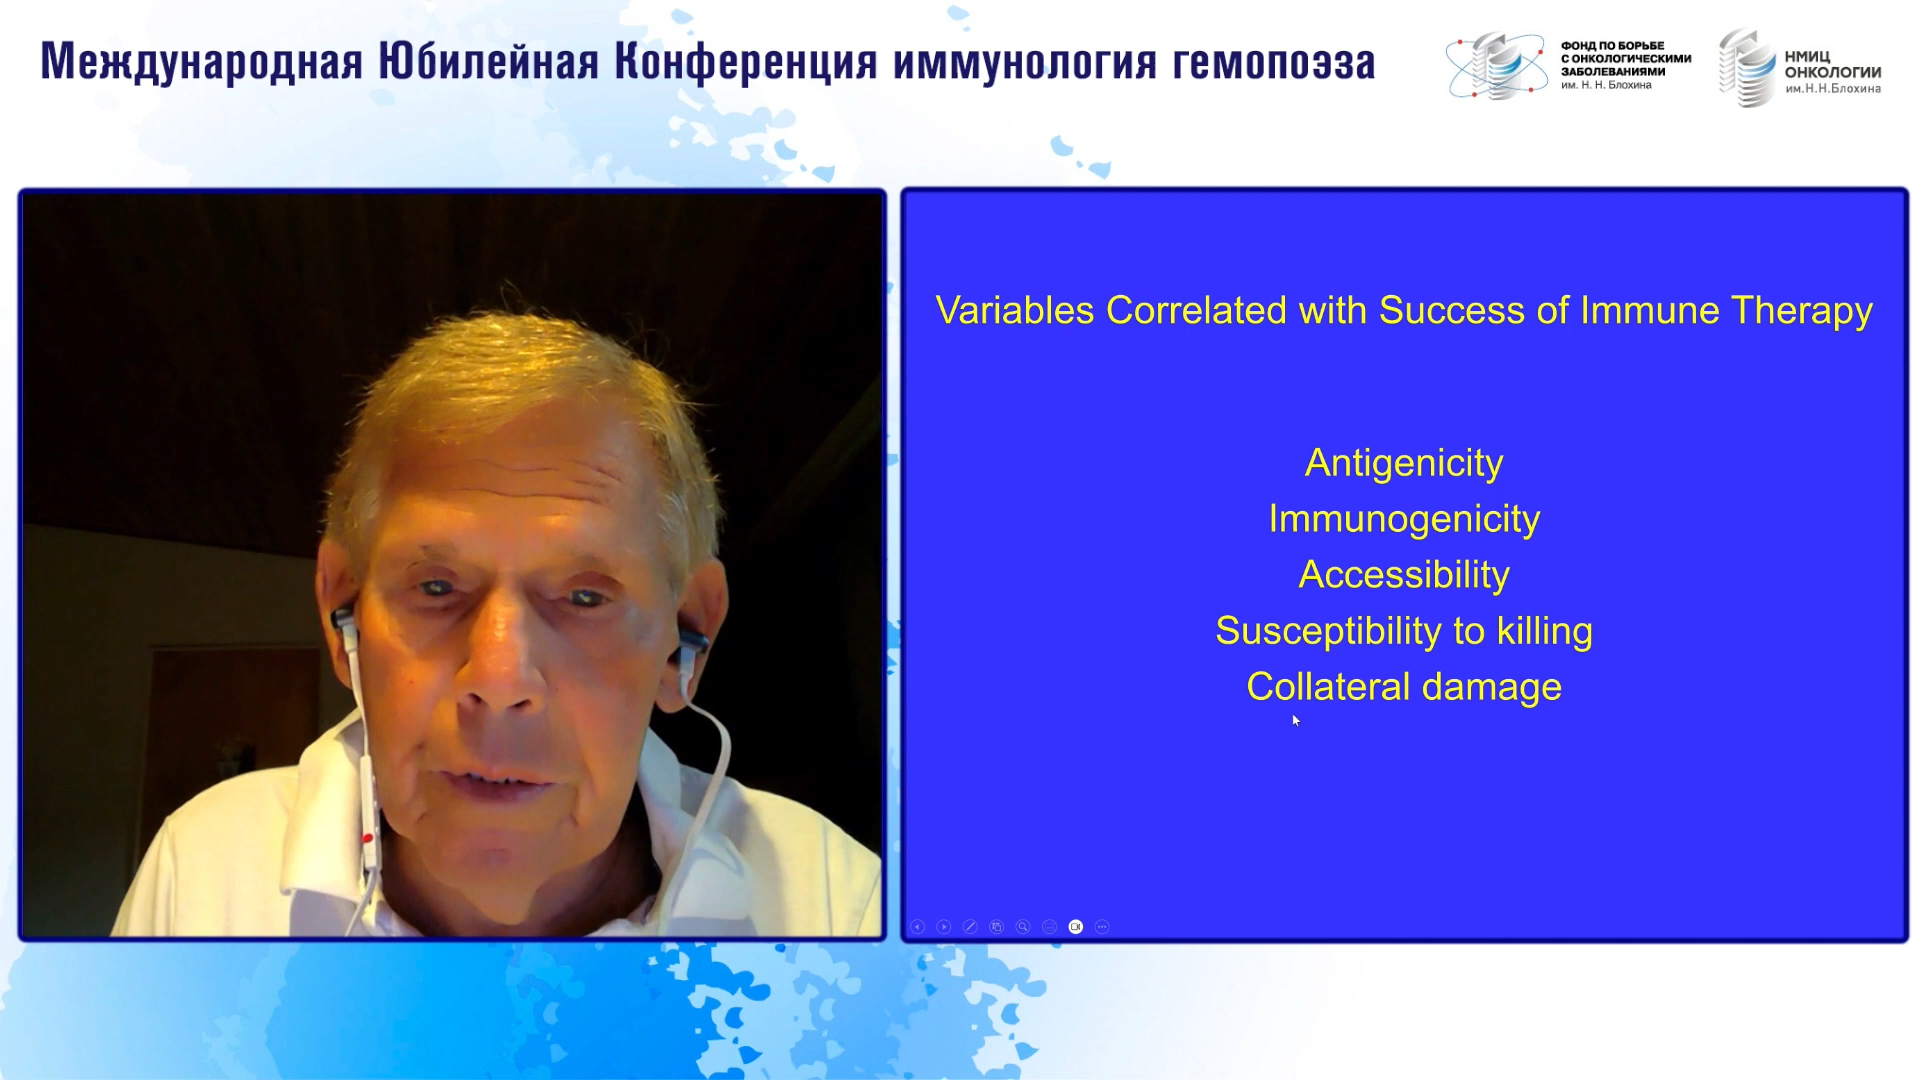 Международная Юбилейная Конференция иммунология гемопоэза
ФОНД ПО БОРЬБЕ
С ОНКОЛОГИЧЕСКИМИ
ЗАБОЛЕВАНИЯМИ
им. Н. Н. Блохина
НМИЦ
ОНКОЛОГИИ
им.Н.Н.Блохина
Variables Correlated with Success of Immune Therapy
Antigenicity
Immunogenicity
Accessibility
Susceptibility to killing
Collateral damage